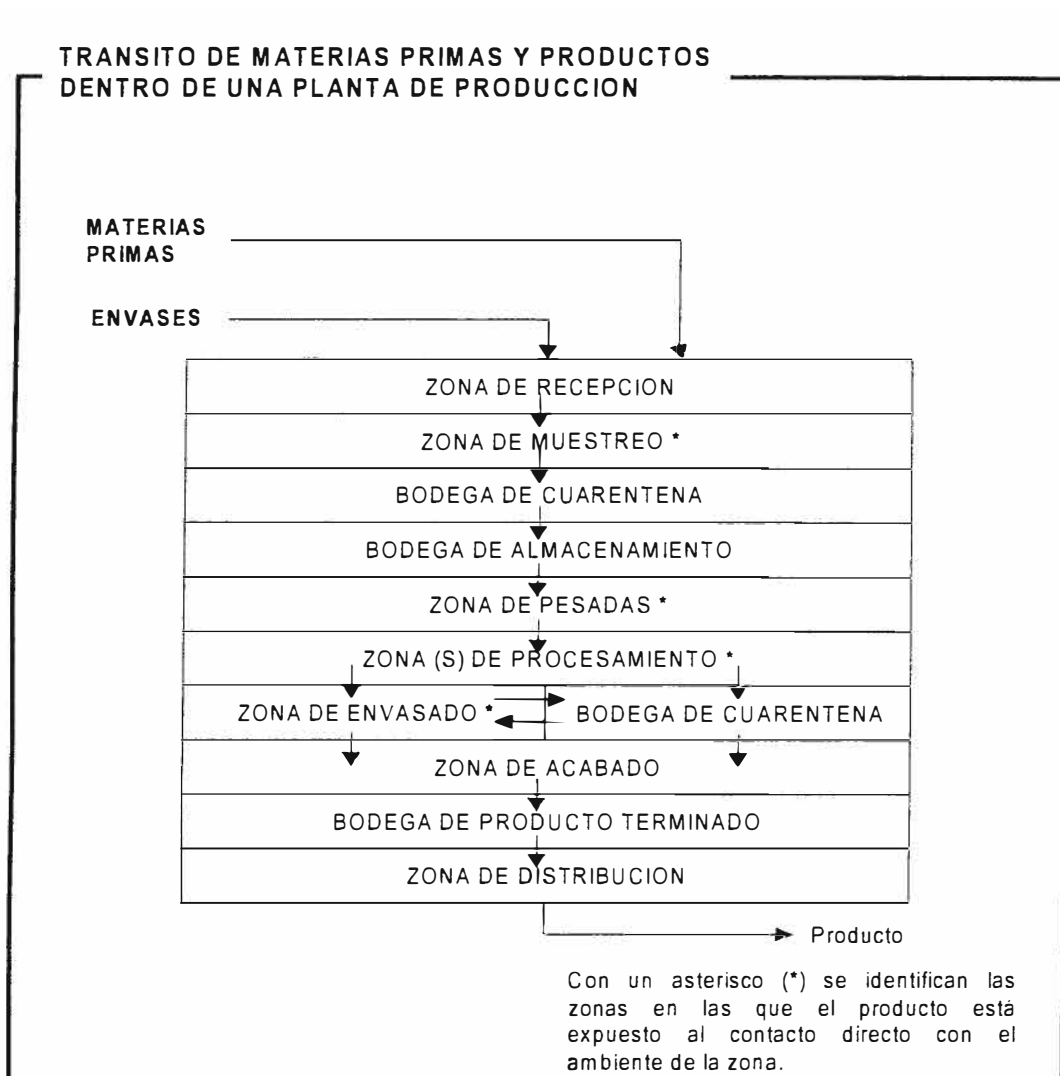 TRANSITO DE MATERIAS PRIMAS Y PRODUCTOS
DENTRO DE UNA PLANTA DE PRODUCCION
MATERIAS
PRIMAS
ENVASES
ZONA DE RECEPCION
ZONA DE MUESTREO *
BODEGA DE CUARENTENA
BODEGA DE ALMACENAMIENTO
ZONA DE PESADAS *
ZONA (S) DE PROCESAMIENTO *
ZONA DE ENVASADO *
BODEGA DE CUARENTENA
ZONA DE ACABADO
BODEGA DE PRODUCTO TERMINADO
ZONA DE DISTRIBUCION
Producto
Con un asterisco (*) se identifican las
zonas en las que el producto está
expuesto al contacto directo con el
ambiente de la zona.